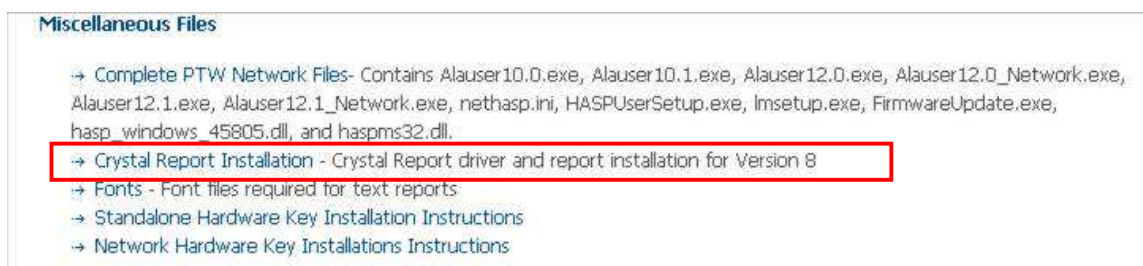 Miscellaneous Files
→ Complete PTW Network Files- Contains Alauser10.0.exe, Alauser10.1.exe, Alauser12.0.exe, Alauser12.0_Network.exe,
Alauser12.1.exe, Alauser12.1_Network.exe, nethasp.ini, HASPUserSetup.exe, lmsetup.exe, FirmwareUpdate.exe,
hasp_windows_45805.dll, and haspms32.dll.
→ Crystal Report Installation - Crystal Report driver and report installation for Version 8
→ Fonts - Font files required for text reports
→ Standalone Hardware Key Installation Instructions
→ Network Hardware Key Installations Instructions